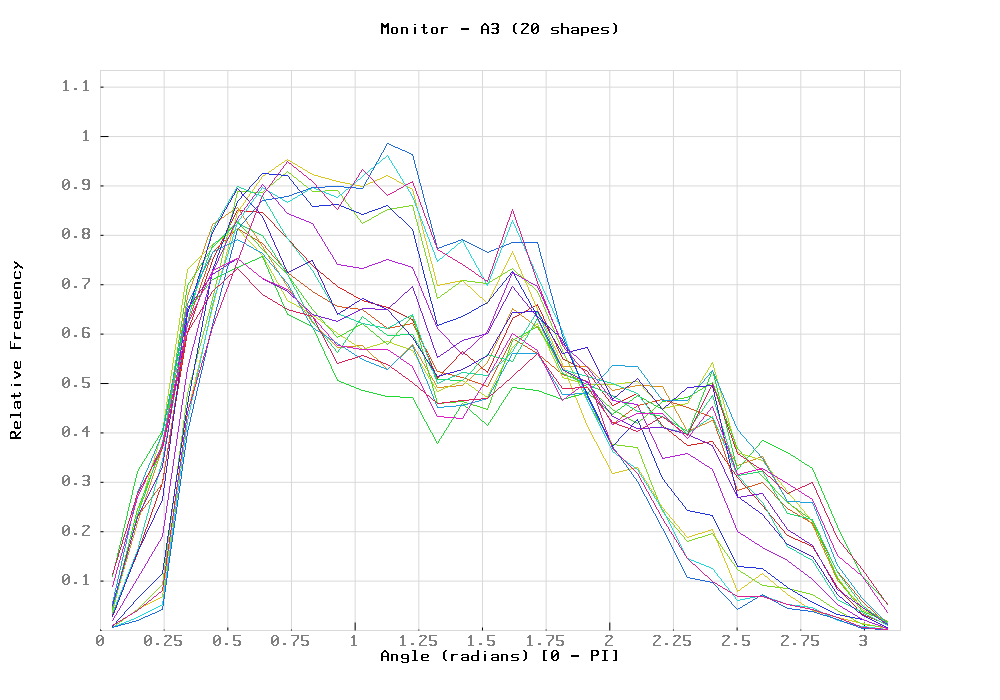 Monitor - A3 (20 shapes)
1.1
1
0.9
0.8
0.7
0.6
0.5
0.4
0.3
0.2
0.1
Relative Frequency
0 0.25 0.5 0.75 1 1.25 1.5 1.75 2 2.25 2.5 2.75 3
Angle (radians) [0 - PI]